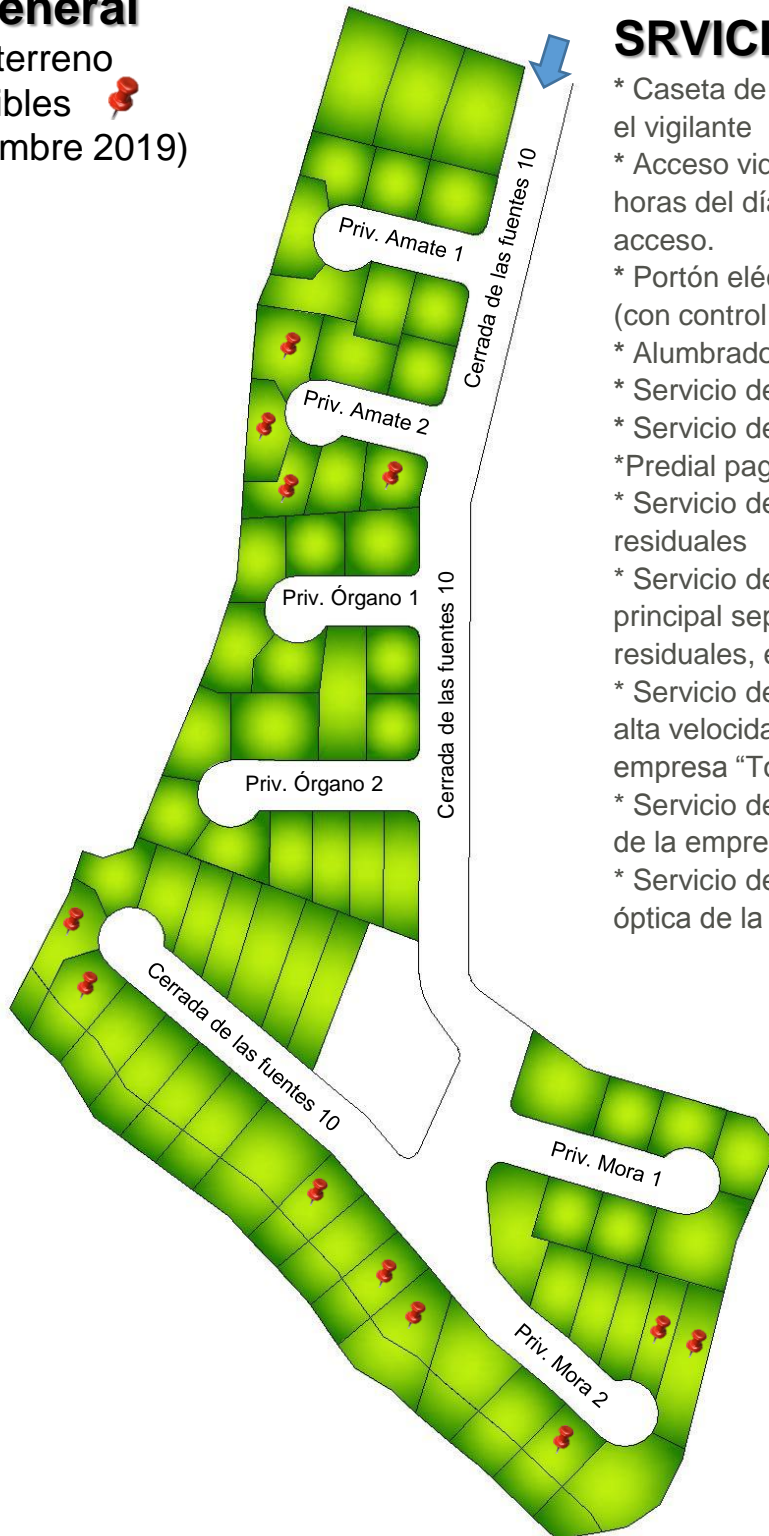 eneral
terreno
ibles
mbre 2019)
SRVICI
* Caseta de
el vigilante
* Acceso vic
horas del día
acceso.
* Portón eléc
(con control
* Alumbrado
* Servicio de
* Servicio de
*Predial pag
* Servicio de
residuales
* Servicio de
principal sep
residuales, e
* Servicio de
alta velocida
empresa “To
* Servicio de
de la empre
* Servicio de
óptica de la
Cerrada de las fuentes 10
Priv. Amate 1
Priv. Amate 2
Priv. Órgano 1
Cerrada de las fuentes 10
Priv. Órgano 2
Cerrada de las fuentes 10
Priv. Mora 1
Priv. Mora 2